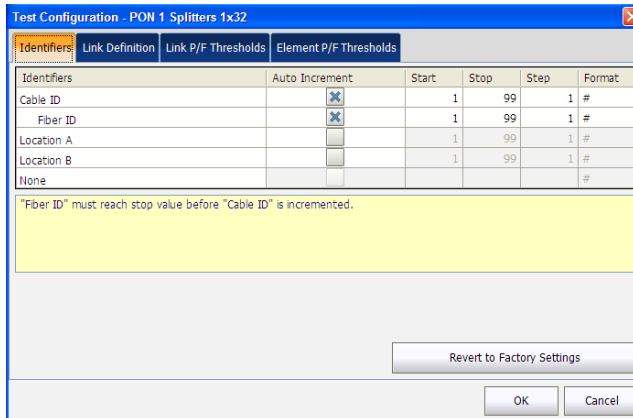 Test Configuration - PON 1 Splitters 1x32
Identifiers Link Definition Link P/F Thresholds Element P/F Thresholds
Identifiers Auto Increment Start Stop Step Format
Cable ID 1 99 1 #
Fiber ID 1 99 1 #
Location A 1 99 1 #
Location B 1 99 1 #
None #
"Fiber ID" must reach stop value before "Cable ID" is incremented.
Revert to Factory Settings
OK Cancel